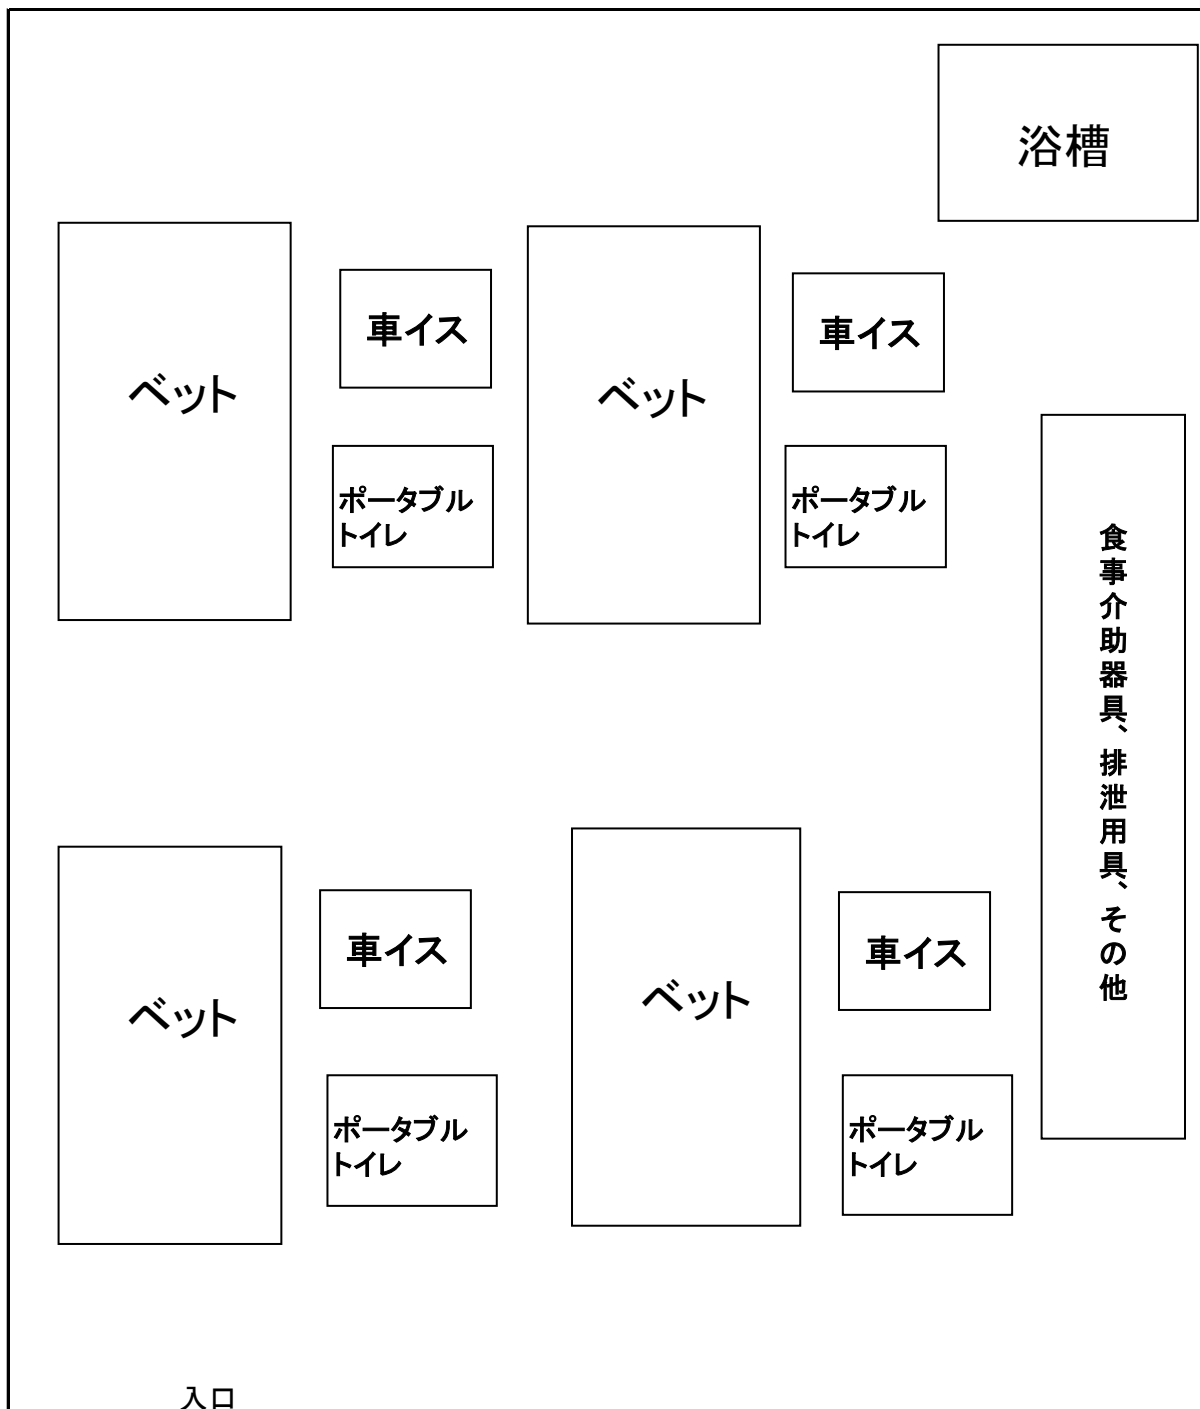 浴槽
ベット
車イス
ポータブル
トイレ
ベット
車イス
ポータブル
トイレ
食事介助器具、排泄用具、その他
ベット
車イス
ポータブル
トイレ
ベット
車イス
ポータブル
トイレ
入口